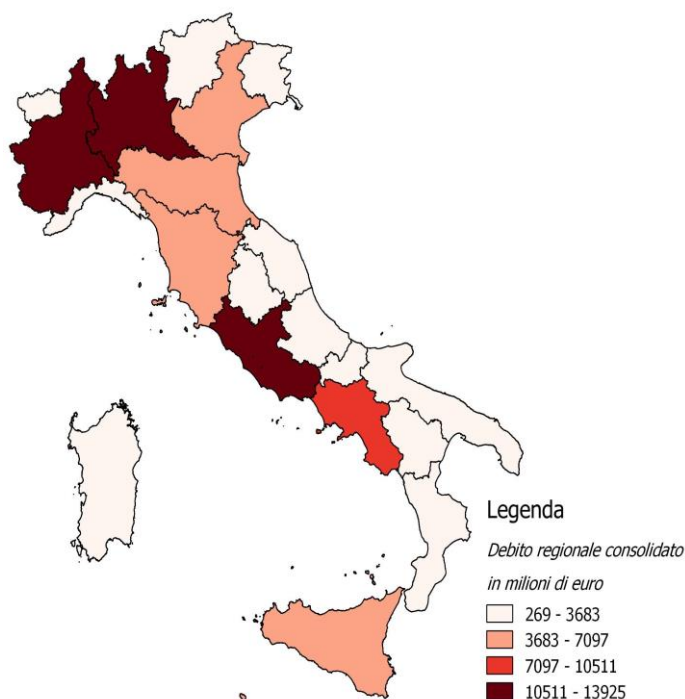 Legenda
Debito regionale consolidato
in milioni di euro
269 - 3683
3683 - 7097
7097 - 10511
10511 - 13925